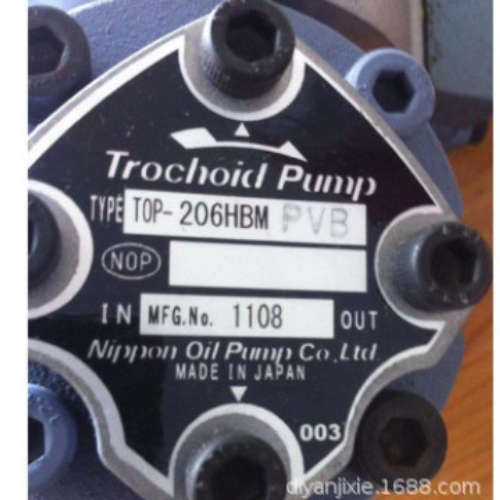 Trochoid Pump
TYPE TOP-206HBM PVB
NOP
IN MFG.No. 1108 OUT
Nippon Oil Pump Co.,Ltd.
MADE IN JAPAN
003
diyanjixie.1688.com